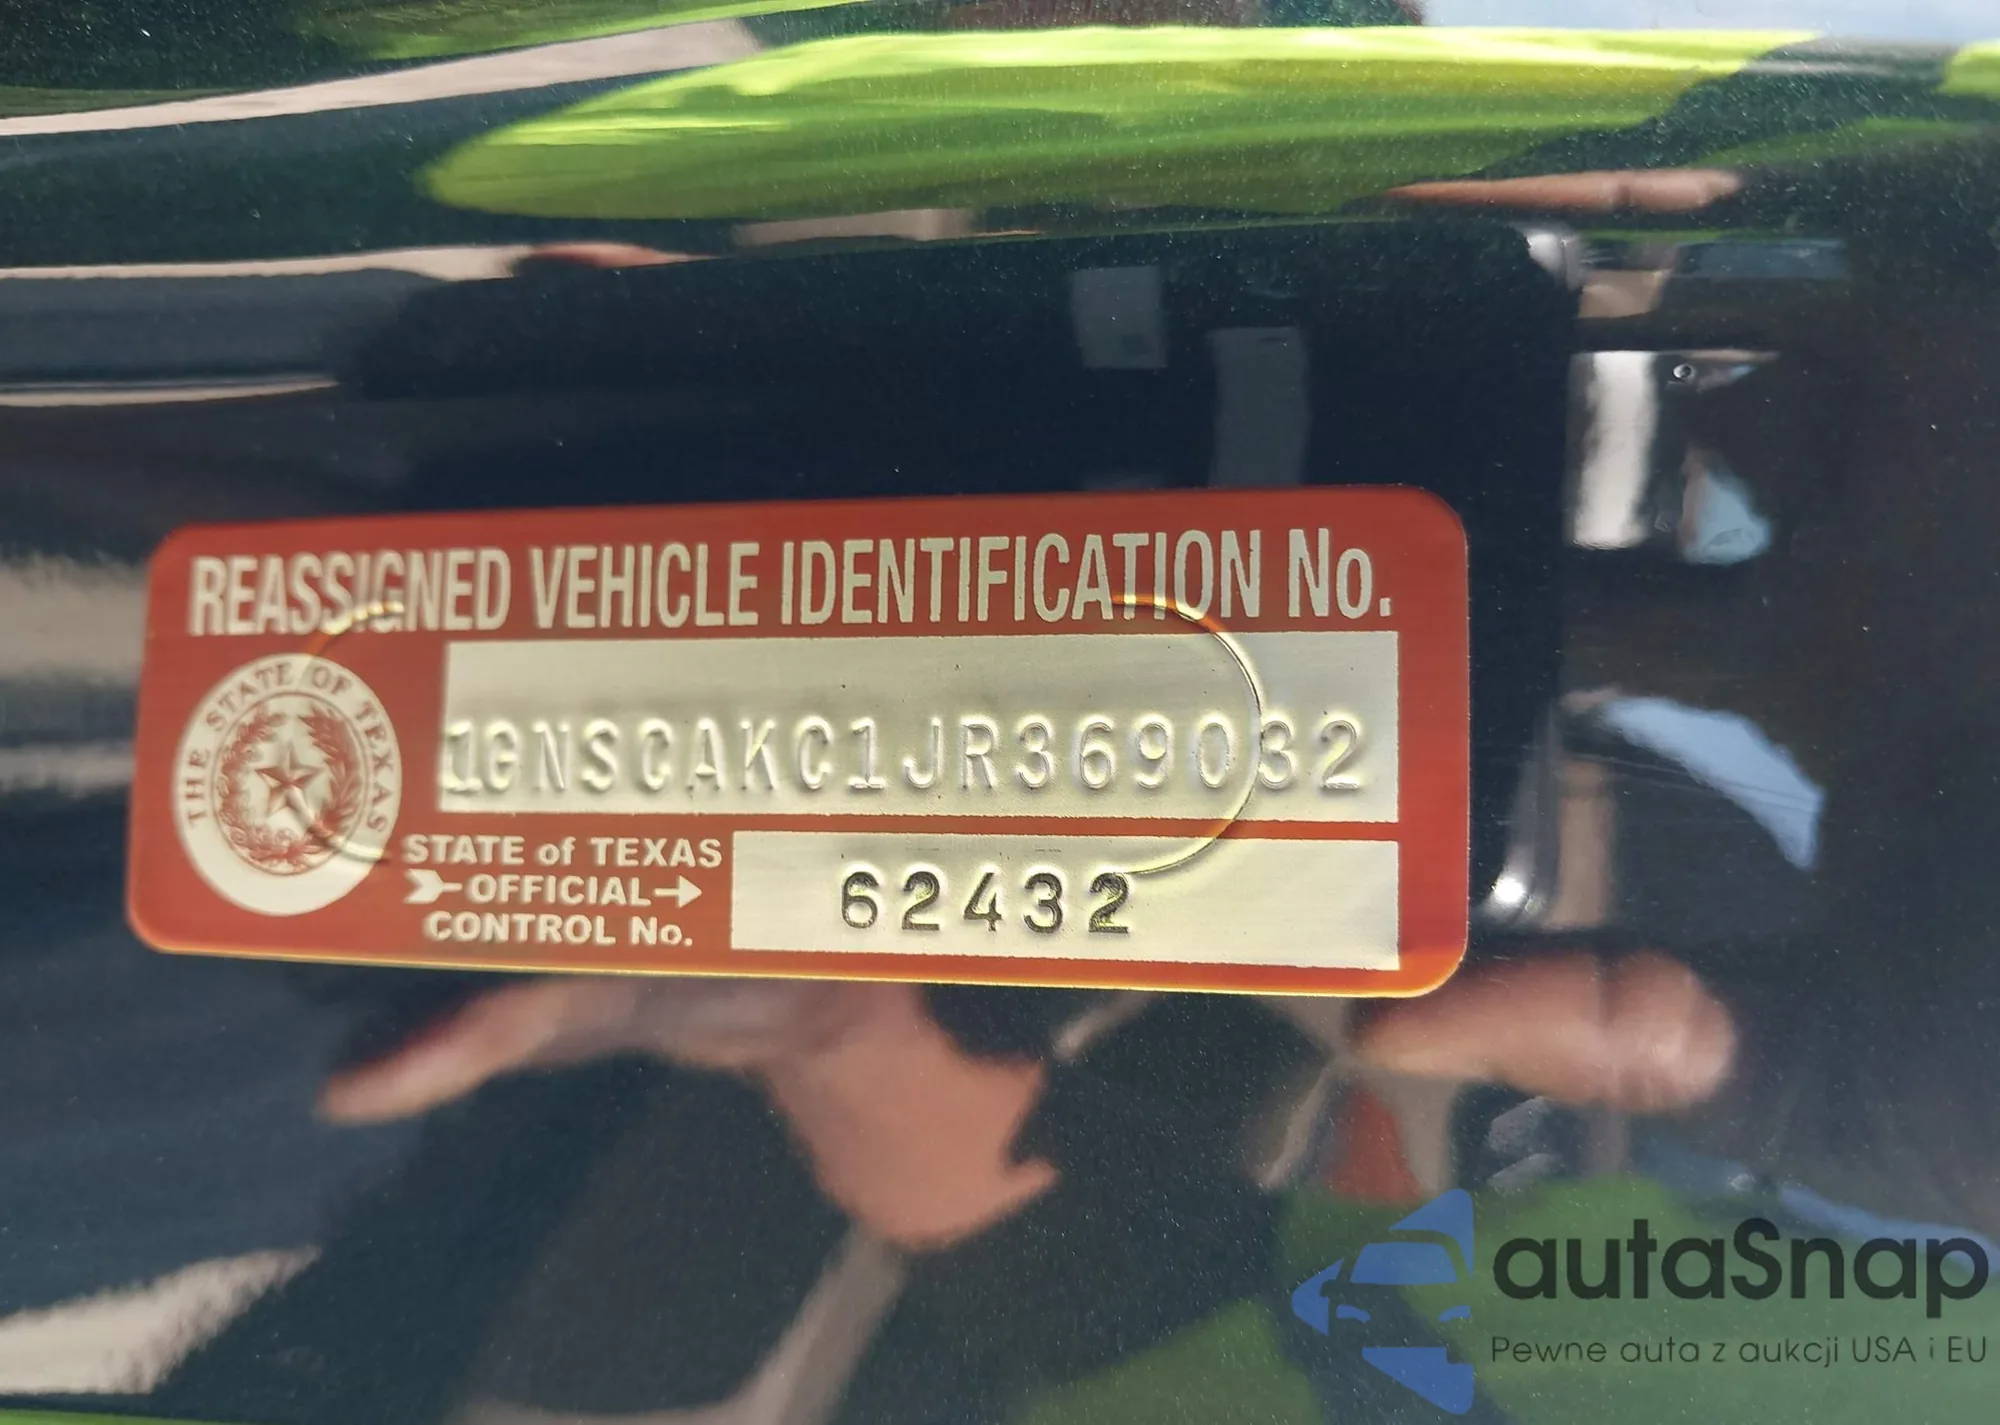 REASSIGNED VEHICLE IDENTIFICATION No.
THE STATE OF TEXAS
1GNSCAKC1JR369032
STATE of TEXAS
OFFICIAL
CONTROL No.
62432
autaSnap
Pewne auta z aukcji USA i EU